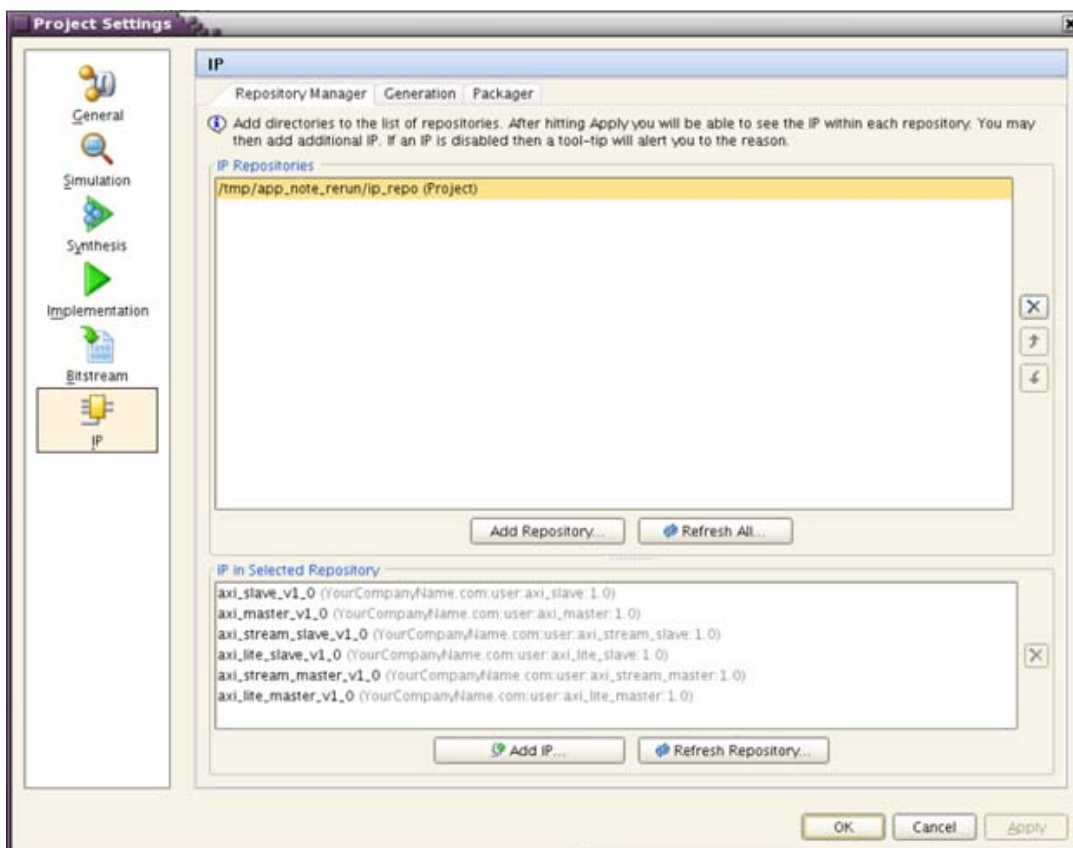 Project Settings
General
Simulation
Synthesis
Implementation
Bitstream
IP
IP
Repository Manager Generation Packager
Add directories to the list of repositories. After hitting Apply you will be able to see the IP within each repository. You may
then add additional IP. If an IP is disabled then a tool-tip will alert you to the reason.
IP Repositories
/tmp/app_note_rerun/ip_repo (Project)
Add Repository... Refresh All...
IP in Selected Repository
axi_slave_v1_0 (YourCompanyName.com:user:axi_slave:1.0)
axi_master_v1_0 (YourCompanyName.com:user:axi_master:1.0)
axi_stream_slave_v1_0 (YourCompanyName.com:user:axi_stream_slave:1.0)
axi_lite_slave_v1_0 (YourCompanyName.com:user:axi_lite_slave:1.0)
axi_stream_master_v1_0 (YourCompanyName.com:user:axi_stream_master:1.0)
axi_lite_master_v1_0 (YourCompanyName.com:user:axi_lite_master:1.0)
Add IP... Refresh Repository...
OK Cancel Apply